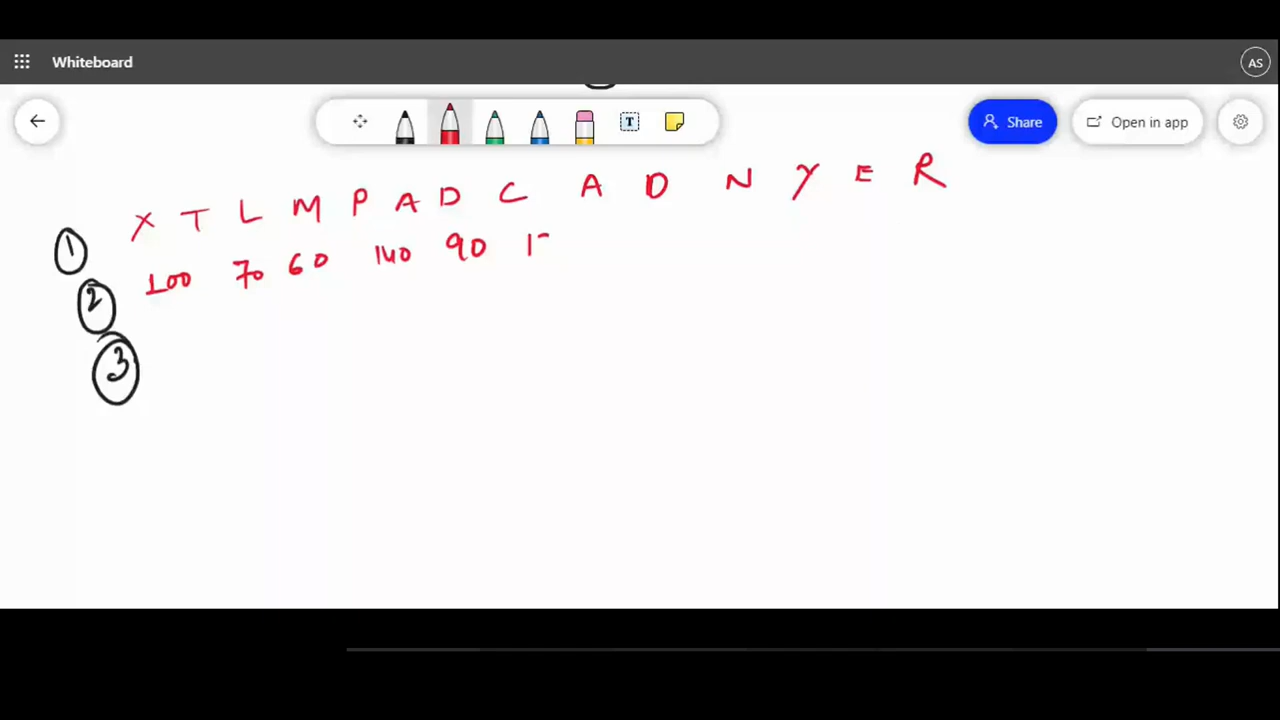 Whiteboard
AS
T
Share
Open in app
X T L M P A D C A D N Y E R
1
100 70 60 140 90
2
3